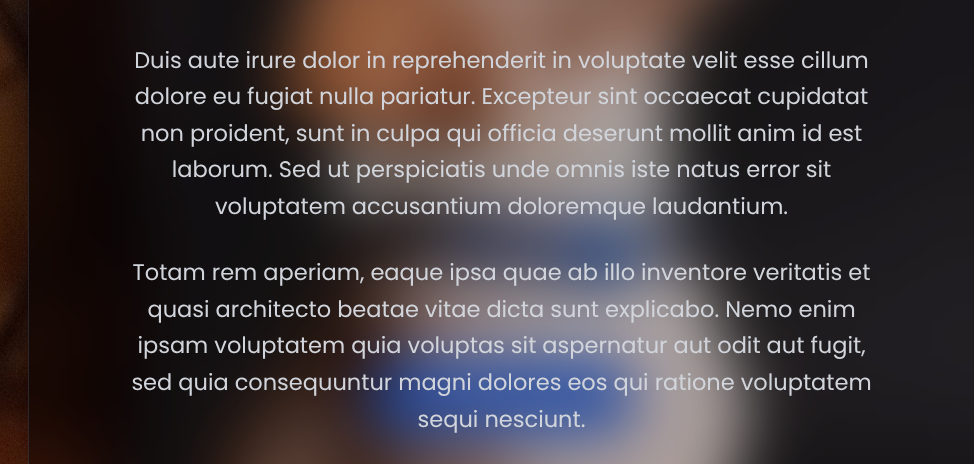 Duis aute irure dolor in reprehenderit in voluptate velit esse cillum
dolore eu fugiat nulla pariatur. Excepteur sint occaecat cupidatat
non proident, sunt in culpa qui officia deserunt mollit anim id est
laborum. Sed ut perspiciatis unde omnis iste natus error sit
voluptatem accusantium doloremque laudantium.
Totam rem aperiam, eaque ipsa quae ab illo inventore veritatis et
quasi architecto beatae vitae dicta sunt explicabo. Nemo enim
ipsam voluptatem quia voluptas sit aspernatur aut odit aut fugit,
sed quia consequuntur magni dolores eos qui ratione voluptatem
sequi nesciunt.